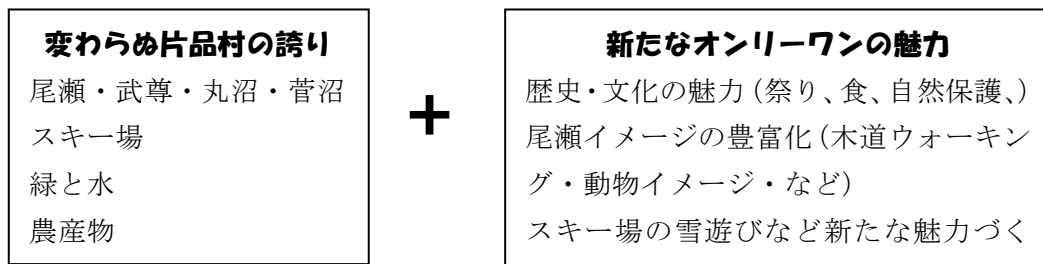 変わらぬ片品村の誇り
尾瀬・武尊・丸沼・菅沼
スキー場
緑と水
農産物
+
新たなオンリーワンの魅力
歴史・文化の魅力(祭り、食、自然保護、)
尾瀬イメージの豊富化(木道ウォーキン
グ・動物イメージ・など)
スキー場の雪遊びなど新たな魅力づく